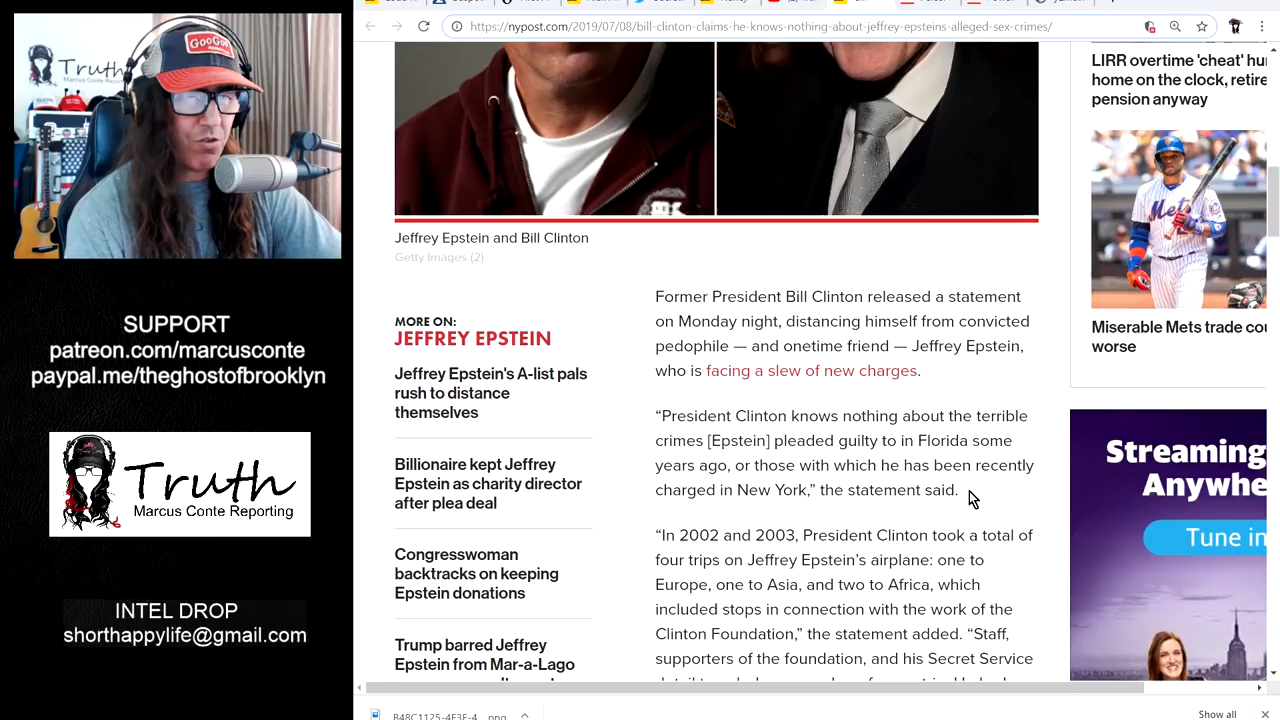 https://nypost.com/2019/07/08/bill-clinton-claims-he-knows-nothing-about-jeffrey-epsteins-alleged-sex-crimes/
GooGoo
Truth
Marcus Conte Reporting
SUPPORT
patreon.com/marcusconte
paypal.me/theghostofbrooklyn
Truth
Marcus Conte Reporting
INTEL DROP
shorthappylife@gmail.com
Jeffrey Epstein and Bill Clinton
Getty Images (2)
MORE ON:
JEFFREY EPSTEIN
Jeffrey Epstein's A-list pals
rush to distance
themselves
Billionaire kept Jeffrey
Epstein as charity director
after plea deal
Congresswoman
backtracks on keeping
Epstein donations
Trump barred Jeffrey
Epstein from Mar-a-Lago
Former President Bill Clinton released a statement
on Monday night, distancing himself from convicted
pedophile — and onetime friend — Jeffrey Epstein,
who is facing a slew of new charges.
“President Clinton knows nothing about the terrible
crimes [Epstein] pleaded guilty to in Florida some
years ago, or those with which he has been recently
charged in New York,” the statement said.
“In 2002 and 2003, President Clinton took a total of
four trips on Jeffrey Epstein’s airplane: one to
Europe, one to Asia, and two to Africa, which
included stops in connection with the work of the
Clinton Foundation,” the statement added. “Staff,
supporters of the foundation, and his Secret Service
LIRR overtime 'cheat' hu
home on the clock, retire
pension anyway
Mets
Miserable Mets trade cou
worse
Streaming
Anywhe
Tune in
B48C1125-4E3F-4....png
Show all